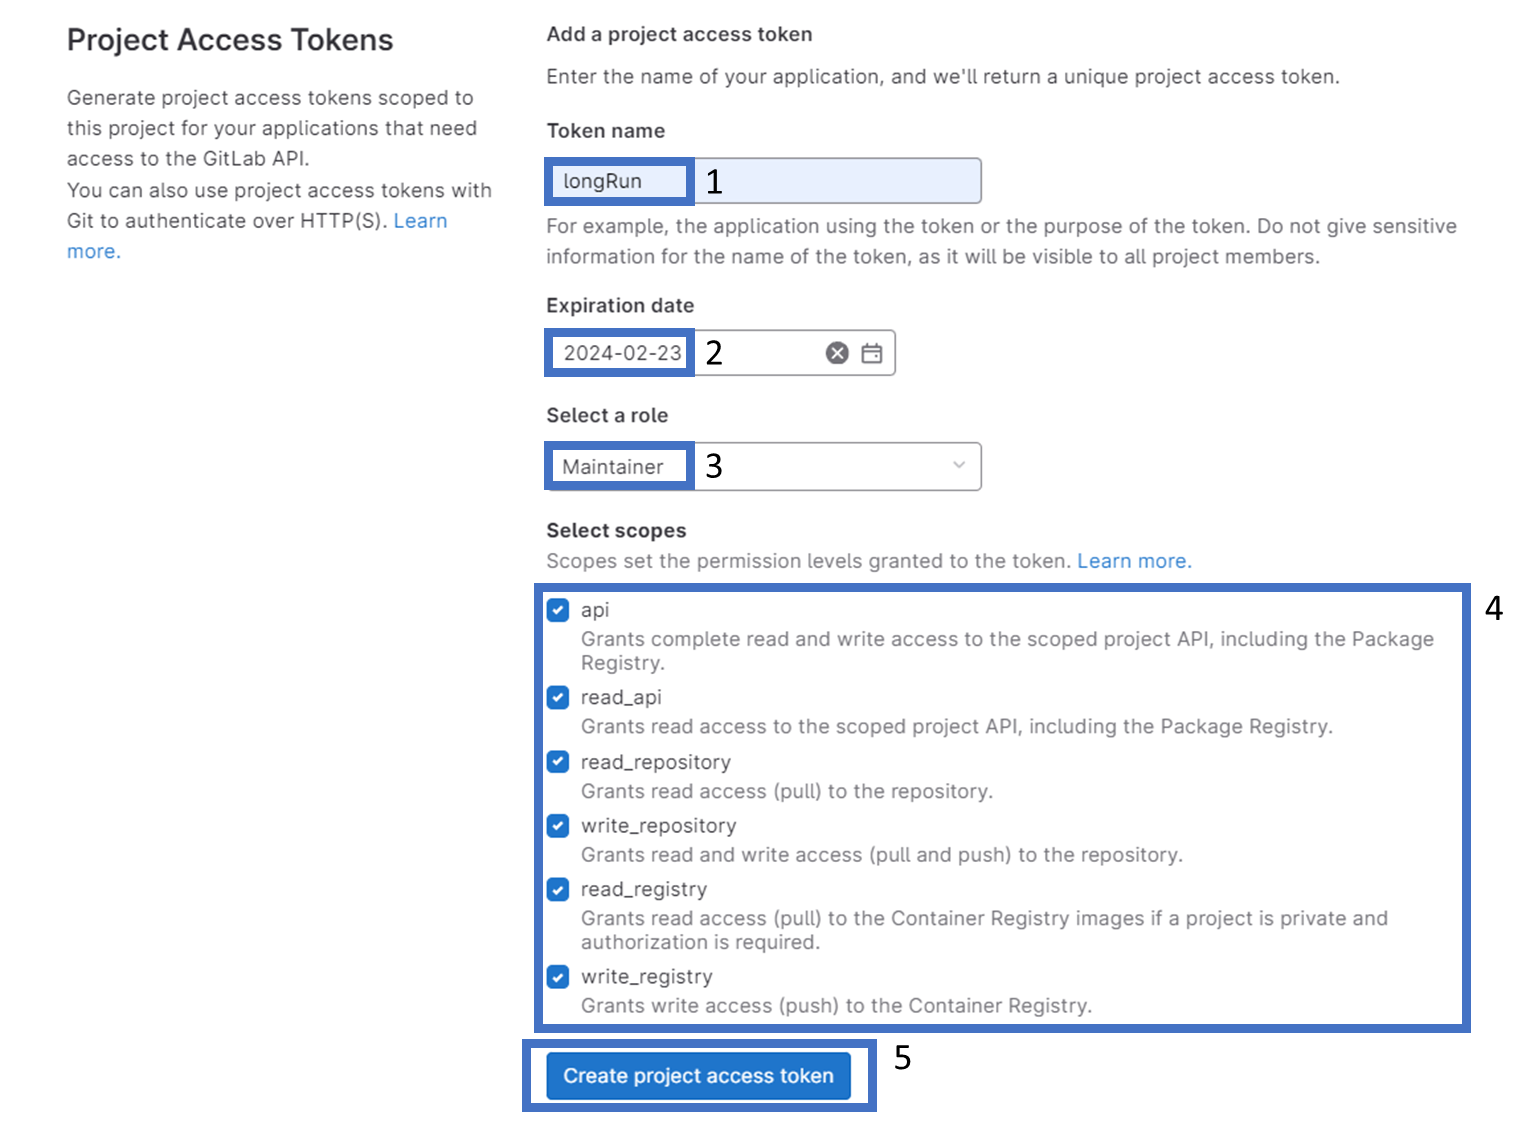 Project Access Tokens
Generate project access tokens scoped to
this project for your applications that need
access to the GitLab API.
You can also use project access tokens with
Git to authenticate over HTTP(S). Learn
more.
Add a project access token
Enter the name of your application, and we'll return a unique project access token.
Token name
longRun 1
For example, the application using the token or the purpose of the token. Do not give sensitive
information for the name of the token, as it will be visible to all project members.
Expiration date
2024-02-23 2
Select a role
Maintainer 3
Select scopes
Scopes set the permission levels granted to the token. Learn more.
4
api
Grants complete read and write access to the scoped project API, including the Package
Registry.
read_api
Grants read access to the scoped project API, including the Package Registry.
read_repository
Grants read access (pull) to the repository.
write_repository
Grants read and write access (pull and push) to the repository.
read_registry
Grants read access (pull) to the Container Registry images if a project is private and
authorization is required.
write_registry
Grants write access (push) to the Container Registry.
Create project access token 5